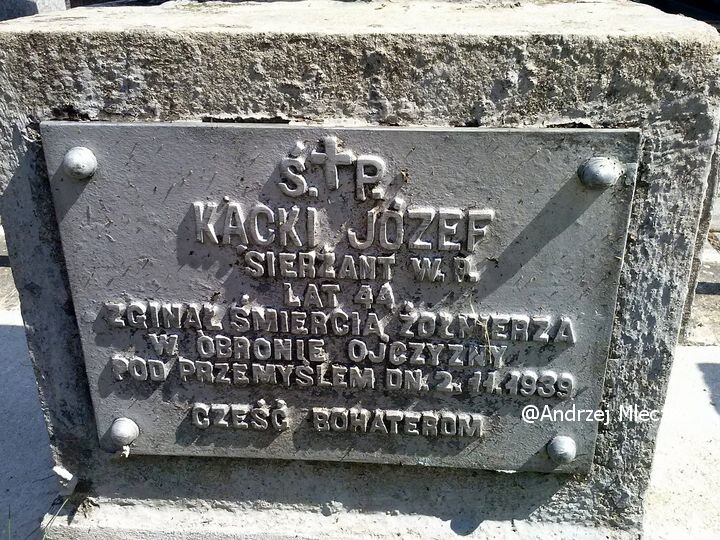 Ś.✝P.
KĄCKI JÓZEF
SIERŻANT W.P.
LAT 44
ZGINĄŁ ŚMIERCIĄ ŻOŁNIERZA
W OBRONIE OJCZYZNY
POD PRZEMYŚLEM DN. 2.11.1939
CZEŚĆ BOHATEROM
@Andrzej Mlec